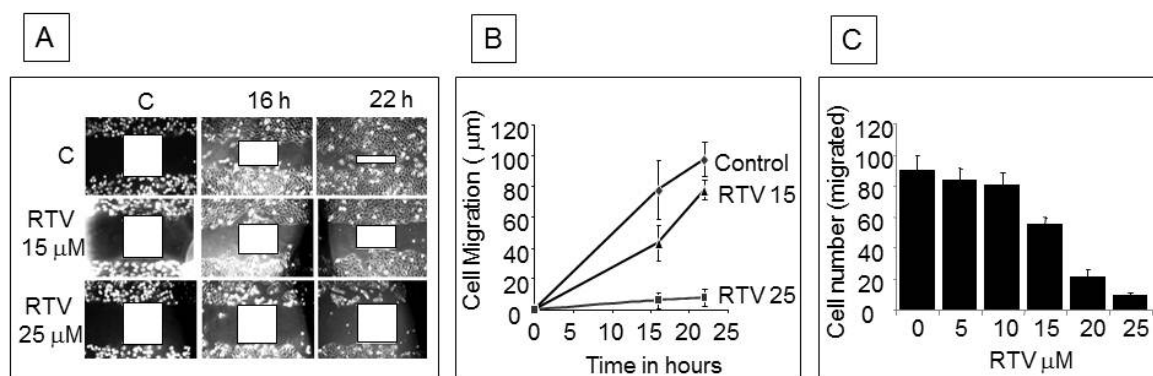 A
C 16 h 22 h
C
RTV
15 μM
RTV
25 μM
B
Cell Migration ( μm)
120
100
80
60
40
20
0
Control
RTV 15
RTV 25
0 5 10 15 20 25
Time in hours
C
Cell number (migrated)
120
100
80
60
40
20
0
0 5 10 15 20 25
RTV μM